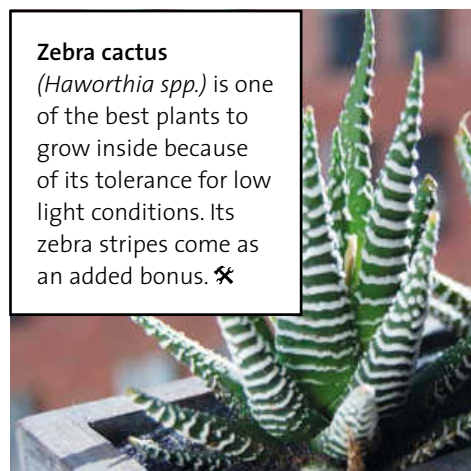 Zebra cactus
(Haworthia spp.) is one
of the best plants to
grow inside because
of its tolerance for low
light conditions. Its
zebra stripes come as
an added bonus. 🛠